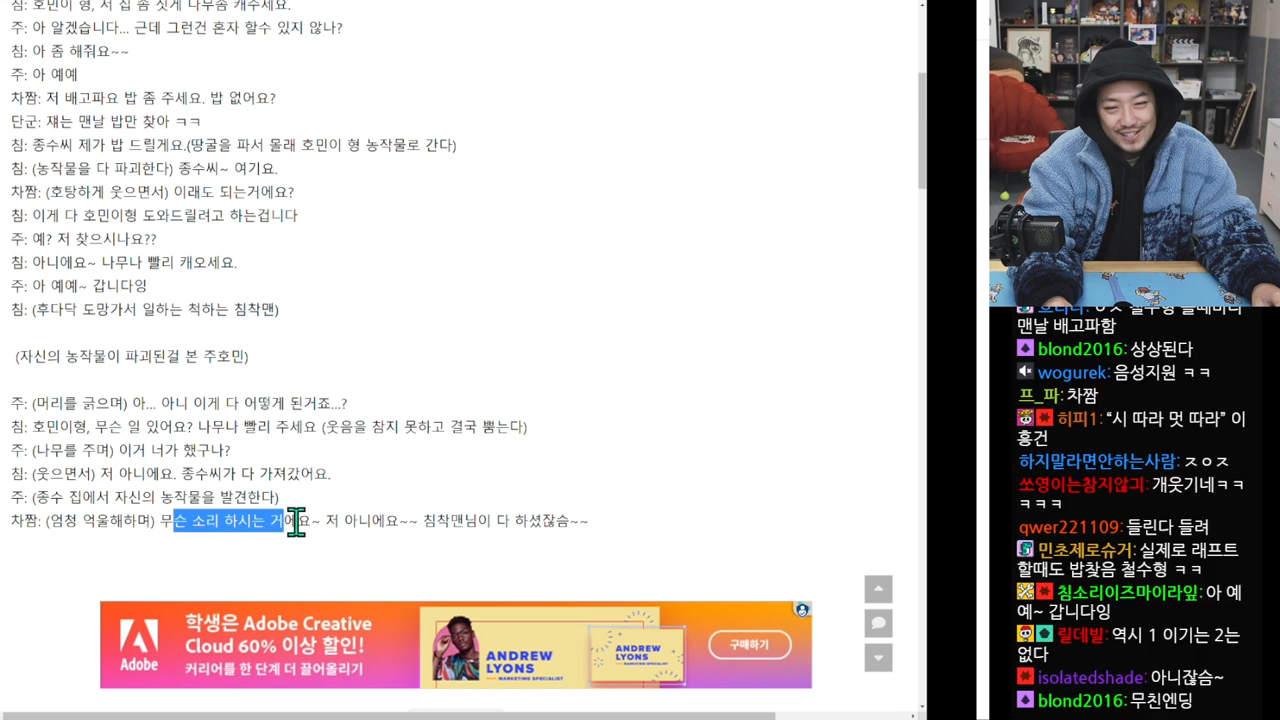 침: 호민이 형, 저 집 좀 짓게 나무좀 캐주세요.
주: 아 알겠습니다... 근데 그런건 혼자 할수 있지 않나?
침: 아 좀 해줘요~~
주: 아 예예
차짬: 저 배고파요 밥 좀 주세요. 밥 없어요?
단군: 쟤는 맨날 밥만 찾아 ㅋㅋ
침: 종수씨 제가 밥 드릴게요.(땅굴을 파서 몰래 호민이 형 농작물로 간다)
침: (농작물을 다 파괴한다) 종수씨~ 여기요.
차짬: (호탕하게 웃으면서) 이래도 되는거에요?
침: 이게 다 호민이형 도와드릴려고 하는겁니다
주: 예? 저 찾으시나요??
침: 아니에요~ 나무나 빨리 캐오세요.
주: 아 예예~ 갑니다잉
침: (후다닥 도망가서 일하는 척하는 침착맨)
(자신의 농작물이 파괴된걸 본 주호민)
주: (머리를 긁으며) 아... 아니 이게 다 어떻게 된거죠...?
침: 호민이형, 무슨 일 있어요? 나무나 빨리 주세요 (웃음을 참지 못하고 결국 뿜는다)
주: (나무를 주며) 이거 너가 했구나?
침: (웃으면서) 저 아니에요. 종수씨가 다 가져갔어요.
주: (종수 집에서 자신의 농작물을 발견한다)
차짬: (엄청 억울해하며) 무슨 소리 하시는 거에요~ 저 아니에요~~ 침착맨님이 다 하셨잖슴~~
Adobe
학생은 Adobe Creative
Cloud 60% 이상 할인!
커리어를 한 단계 더 끌어올리기
ANDREW
LYONS
MARKETING SPECIALIST
ANDREW
LYONS
MARKETING SPECIALIST
구매하기
맨날 배고파함
blond2016: 상상된다
wogurek: 음성지원 ㅋㅋ
프_파: 차짬
히피1: “시 따라 멋 따라” 이
흥건
하지말라면안하는사람: ㅈㅇㅈ
쏘영이는참지않긔: 개웃기네ㅋㅋ
ㅋㅋㅋ
qwer221109: 들린다 들려
민초제로슈거: 실제로 래프트
할때도 밥찾음 철수형 ㅋㅋ
침소리이즈마이라잎: 아 예
예~ 갑니다잉
릴데빌: 역시 1 이기는 2는
없다
isolatedshade: 아니잖슴~
blond2016: 무친엔딩